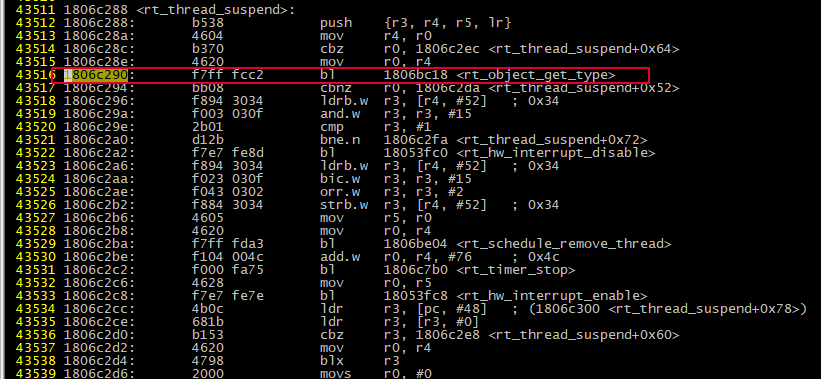 43511 1806c288 <rt_thread_suspend>:
43512 1806c288: b538 push {r3, r4, r5, lr}
43513 1806c28a: 4604 mov r4, r0
43514 1806c28c: b370 cbz r0, 1806c2ec <rt_thread_suspend+0x64>
43515 1806c28e: 4620 mov r0, r4
43516 1806c290: f7ff fcc2 bl 1806bc18 <rt_object_get_type>
43517 1806c294: bb08 cbnz r0, 1806c2da <rt_thread_suspend+0x52>
43518 1806c296: f894 3034 ldrb.w r3, [r4, #52] ; 0x34
43519 1806c29a: f003 030f and.w r3, r3, #15
43520 1806c29e: 2b01 cmp r3, #1
43521 1806c2a0: d12b bne.n 1806c2fa <rt_thread_suspend+0x72>
43522 1806c2a2: f7e7 fe8d bl 18053fc0 <rt_hw_interrupt_disable>
43523 1806c2a6: f894 3034 ldrb.w r3, [r4, #52] ; 0x34
43524 1806c2aa: f023 030f bic.w r3, r3, #15
43525 1806c2ae: f043 0302 orr.w r3, r3, #2
43526 1806c2b2: f884 3034 strb.w r3, [r4, #52] ; 0x34
43527 1806c2b6: 4605 mov r5, r0
43528 1806c2b8: 4620 mov r0, r4
43529 1806c2ba: f7ff fda3 bl 1806be04 <rt_schedule_remove_thread>
43530 1806c2be: f104 004c add.w r0, r4, #76 ; 0x4c
43531 1806c2c2: f000 fa75 bl 1806c7b0 <rt_timer_stop>
43532 1806c2c6: 4628 mov r0, r5
43533 1806c2c8: f7e7 fe7e bl 18053fc8 <rt_hw_interrupt_enable>
43534 1806c2cc: 4b0c ldr r3, [pc, #48] ; (1806c300 <rt_thread_suspend+0x78>)
43535 1806c2ce: 681b ldr r3, [r3, #0]
43536 1806c2d0: b153 cbz r3, 1806c2e8 <rt_thread_suspend+0x60>
43537 1806c2d2: 4620 mov r0, r4
43538 1806c2d4: 4798 blx r3
43539 1806c2d6: 2000 movs r0, #0